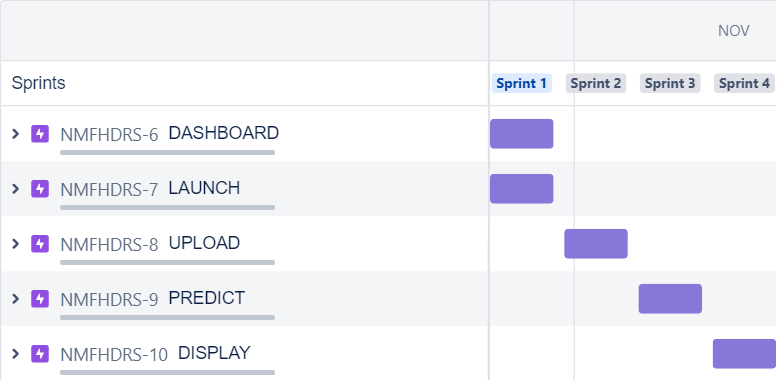 NOV
Sprints Sprint 1 Sprint 2 Sprint 3 Sprint 4
NMFHDRS-6 DASHBOARD
NMFHDRS-7 LAUNCH
NMFHDRS-8 UPLOAD
NMFHDRS-9 PREDICT
NMFHDRS-10 DISPLAY